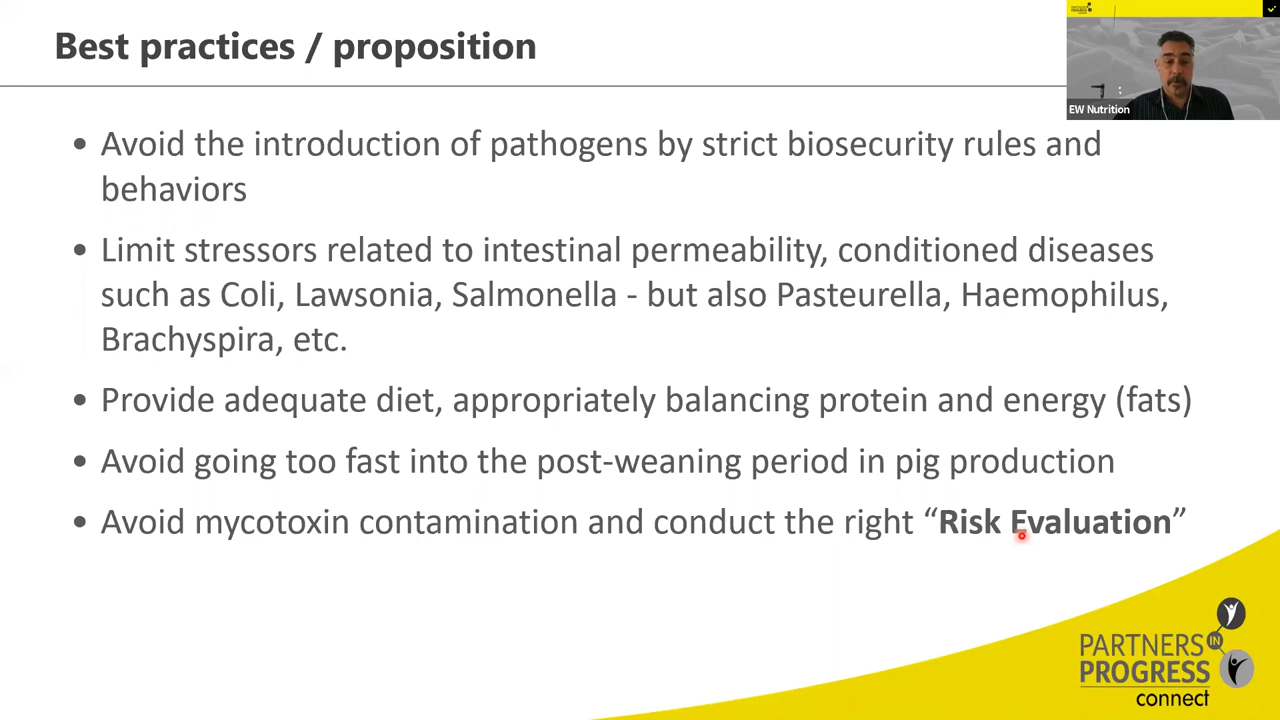 Best practices / proposition
EW Nutrition
• Avoid the introduction of pathogens by strict biosecurity rules and
behaviors
• Limit stressors related to intestinal permeability, conditioned diseases
such as Coli, Lawsonia, Salmonella - but also Pasteurella, Haemophilus,
Brachyspira, etc.
• Provide adequate diet, appropriately balancing protein and energy (fats)
• Avoid going too fast into the post-weaning period in pig production
• Avoid mycotoxin contamination and conduct the right “Risk Evaluation”
PARTNERS IN
PROGRESS
connect